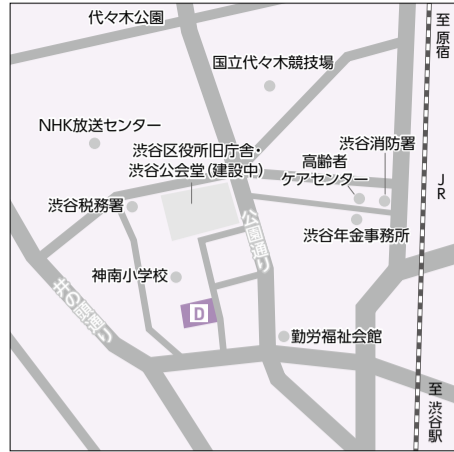 代々木公園
至 原宿
国立代々木競技場
NHK放送センター
渋谷消防署
渋谷区役所旧庁舎・
渋谷公会堂(建設中)
高齢者
ケアセンター
JR
渋谷税務署
公園通り
渋谷年金事務所
神南小学校
井の頭通り
D
勤労福祉会館
至 渋谷駅